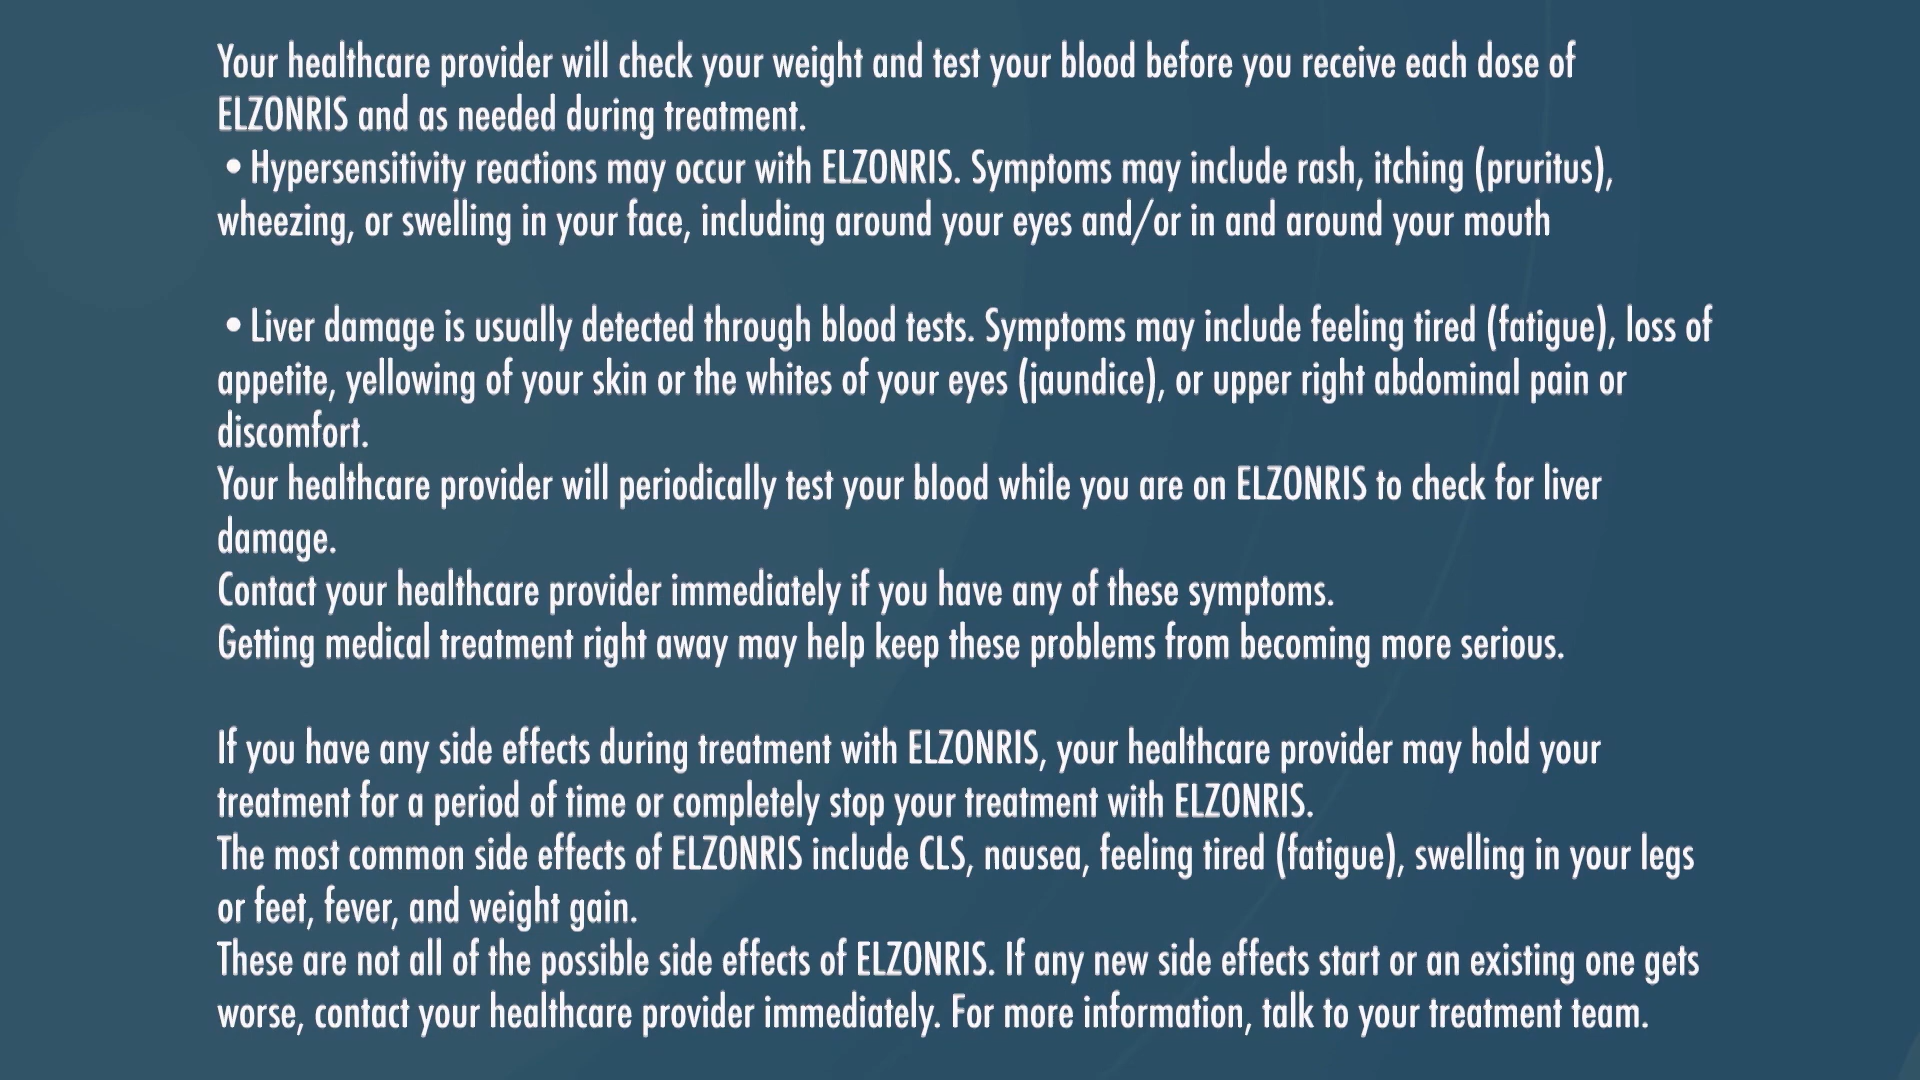 Your healthcare provider will check your weight and test your blood before you receive each dose of
ELZONRIS and as needed during treatment.
• Hypersensitivity reactions may occur with ELZONRIS. Symptoms may include rash, itching (pruritus),
wheezing, or swelling in your face, including around your eyes and/or in and around your mouth
• Liver damage is usually detected through blood tests. Symptoms may include feeling tired (fatigue), loss of
appetite, yellowing of your skin or the whites of your eyes (jaundice), or upper right abdominal pain or
discomfort.
Your healthcare provider will periodically test your blood while you are on ELZONRIS to check for liver
damage.
Contact your healthcare provider immediately if you have any of these symptoms.
Getting medical treatment right away may help keep these problems from becoming more serious.
If you have any side effects during treatment with ELZONRIS, your healthcare provider may hold your
treatment for a period of time or completely stop your treatment with ELZONRIS.
The most common side effects of ELZONRIS include CLS, nausea, feeling tired (fatigue), swelling in your legs
or feet, fever, and weight gain.
These are not all of the possible side effects of ELZONRIS. If any new side effects start or an existing one gets
worse, contact your healthcare provider immediately. For more information, talk to your treatment team.